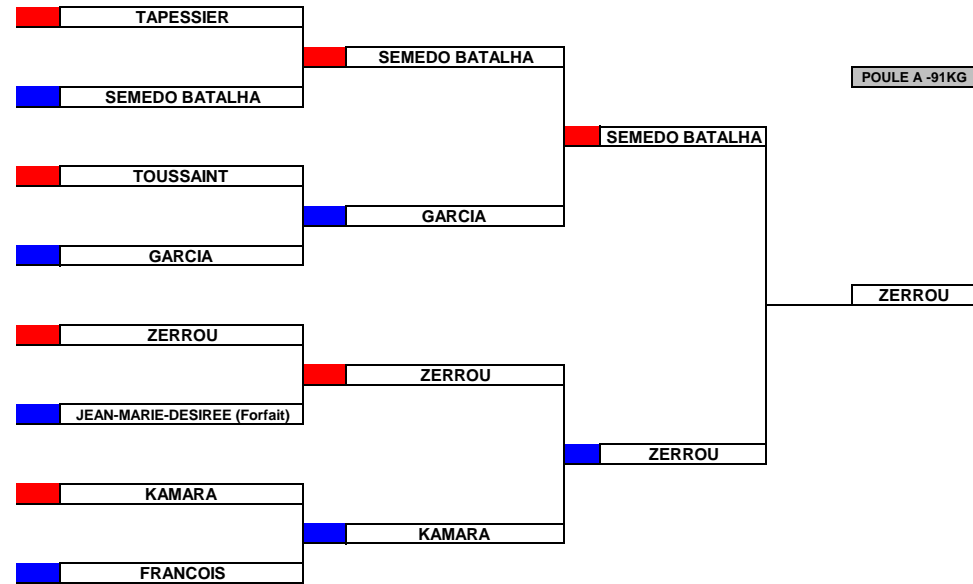 TAPESSIER
SEMEDO BATALHA
POULE A -91KG
SEMEDO BATALHA
SEMEDO BATALHA
TOUSSAINT
GARCIA
GARCIA
ZERROU
ZERROU
ZERROU
JEAN-MARIE-DESIREE (Forfait)
ZERROU
KAMARA
KAMARA
FRANCOIS